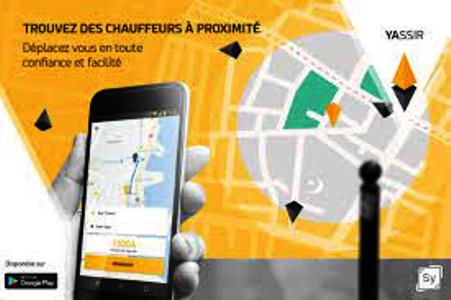 TROUVEZ DES CHAUFFEURS À PROXIMITÉ
Déplacez vous en toute
confiance et facilité
YASSIR
Disponible sur
Google Play
Sy